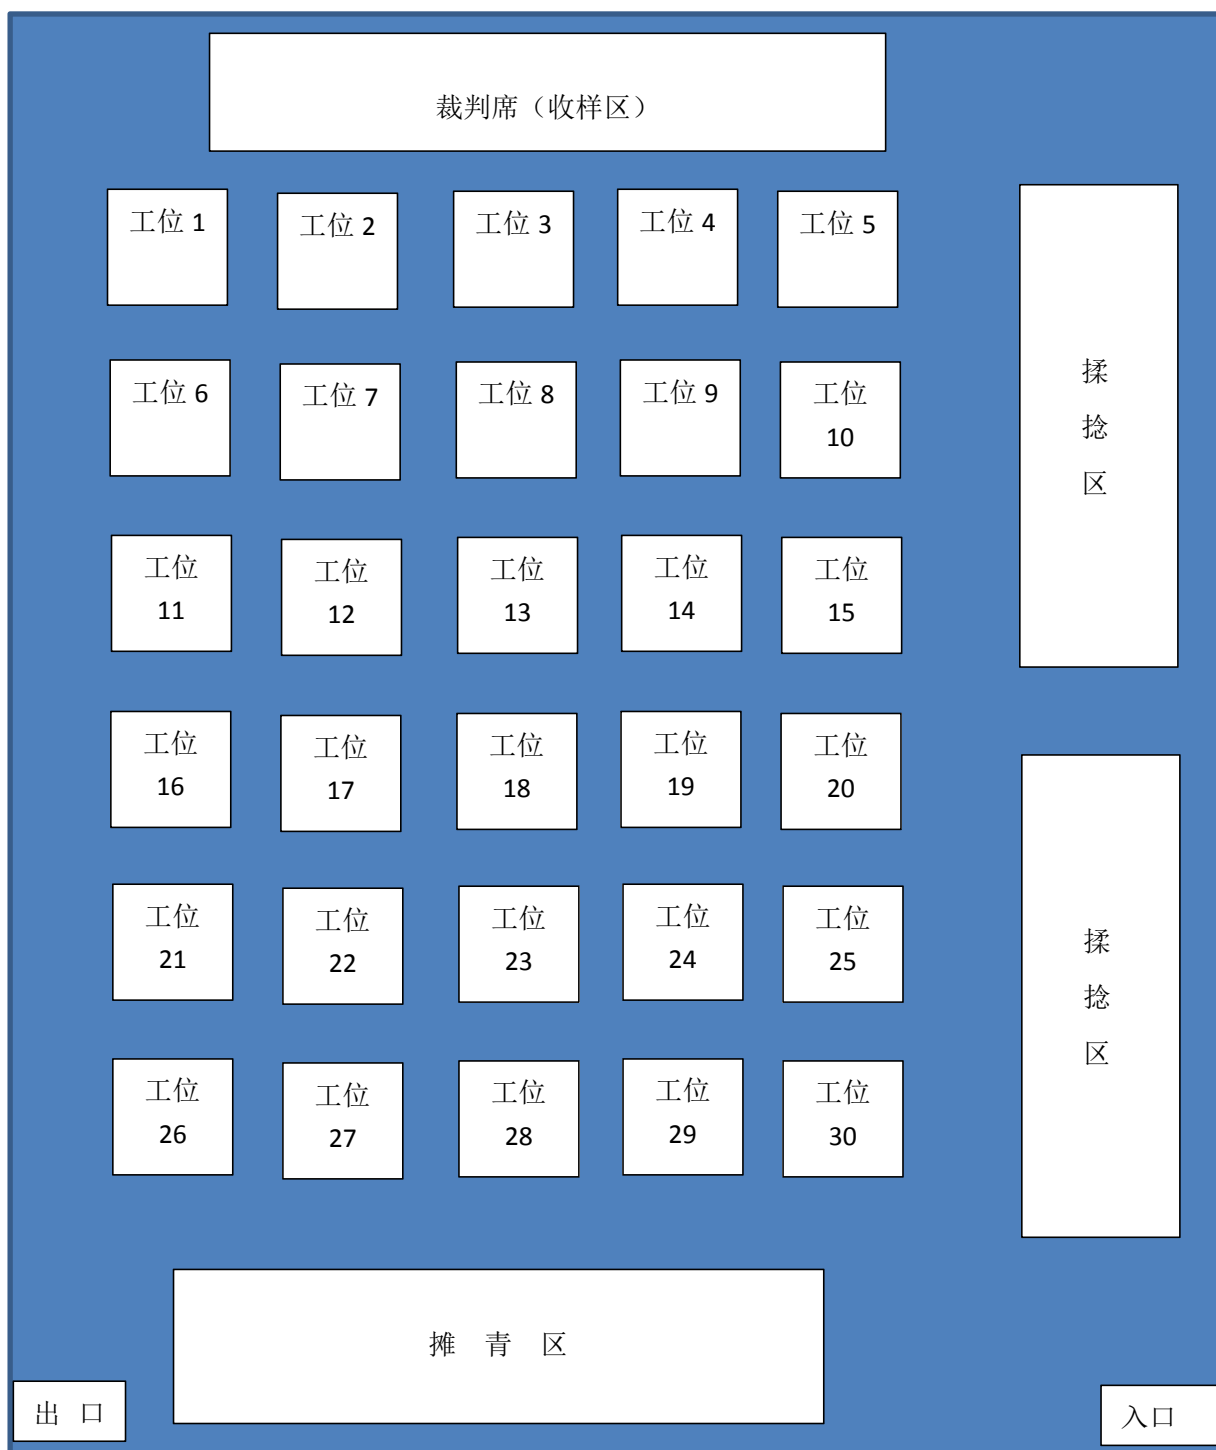 裁判席（收样区）
工位 1
工位 2
工位 3
工位 4
工位 5
工位 6
工位 7
工位 8
工位 9
工位
10
工位
11
工位
12
工位
13
工位
14
工位
15
工位
16
工位
17
工位
18
工位
19
工位
20
工位
21
工位
22
工位
23
工位
24
工位
25
工位
26
工位
27
工位
28
工位
29
工位
30
揉
捻
区
揉
捻
区
摊 青 区
出 口
入口